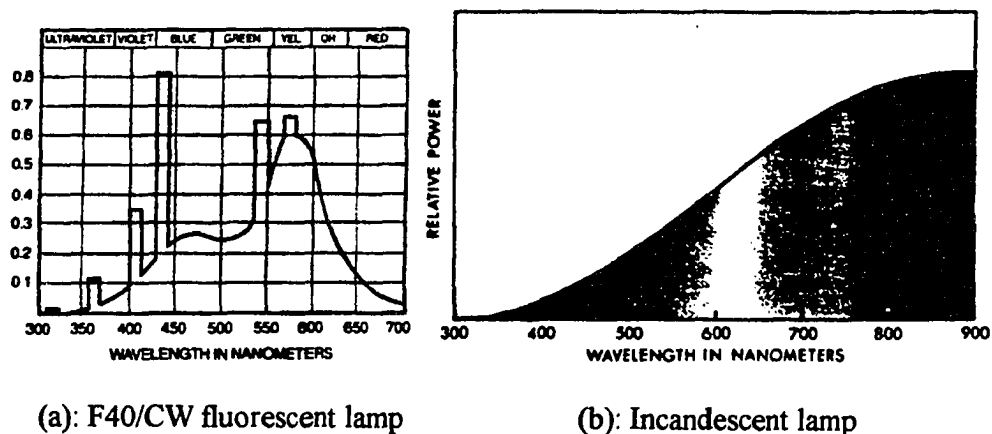 ULTRAVIOLET VIOLET BLUE GREEN YEL OR RED
0.8
0.7
0.6
0.5
0.4
0.3
0.2
0.1
300 350 400 450 500 550 600 650 700
WAVELENGTH IN NANOMETERS
(a): F40/CW fluorescent lamp
RELATIVE POWER
300 400 500 600 700 800 900
WAVELENGTH IN NANOMETERS
(b): Incandescent lamp